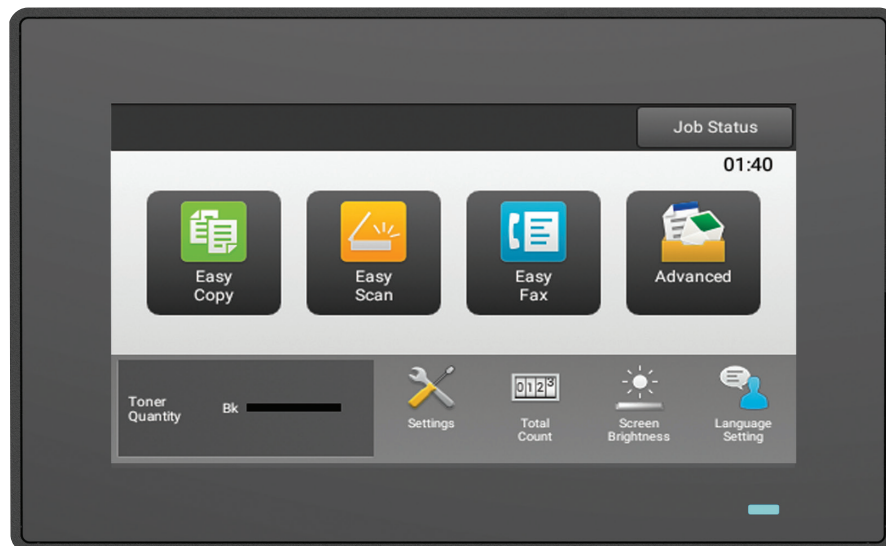 Job Status
01:40
Easy
Copy
Easy
Scan
Easy
Fax
Advanced
Toner
Quantity
Bk
Settings
0123
Total
Count
Screen
Brightness
Language
Setting